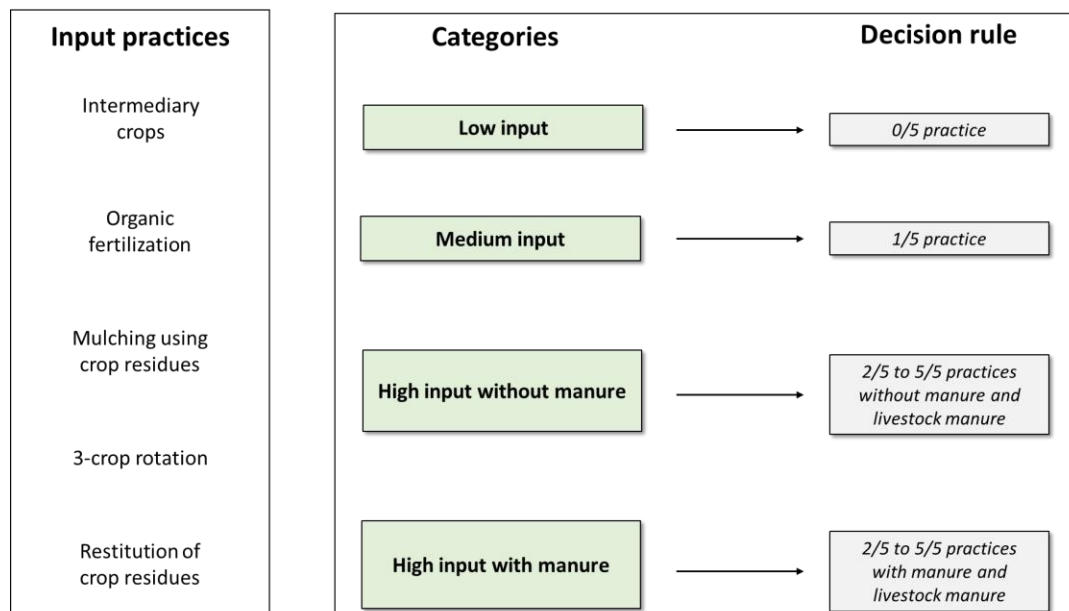 Input practices
Intermediary
crops
Organic
fertilization
Mulching using
crop residues
3-crop rotation
Restitution of
crop residues
Categories
Decision rule
Low input
0/5 practice
Medium input
1/5 practice
High input without manure
2/5 to 5/5 practices
without manure and
livestock manure
High input with manure
2/5 to 5/5 practices
with manure and
livestock manure